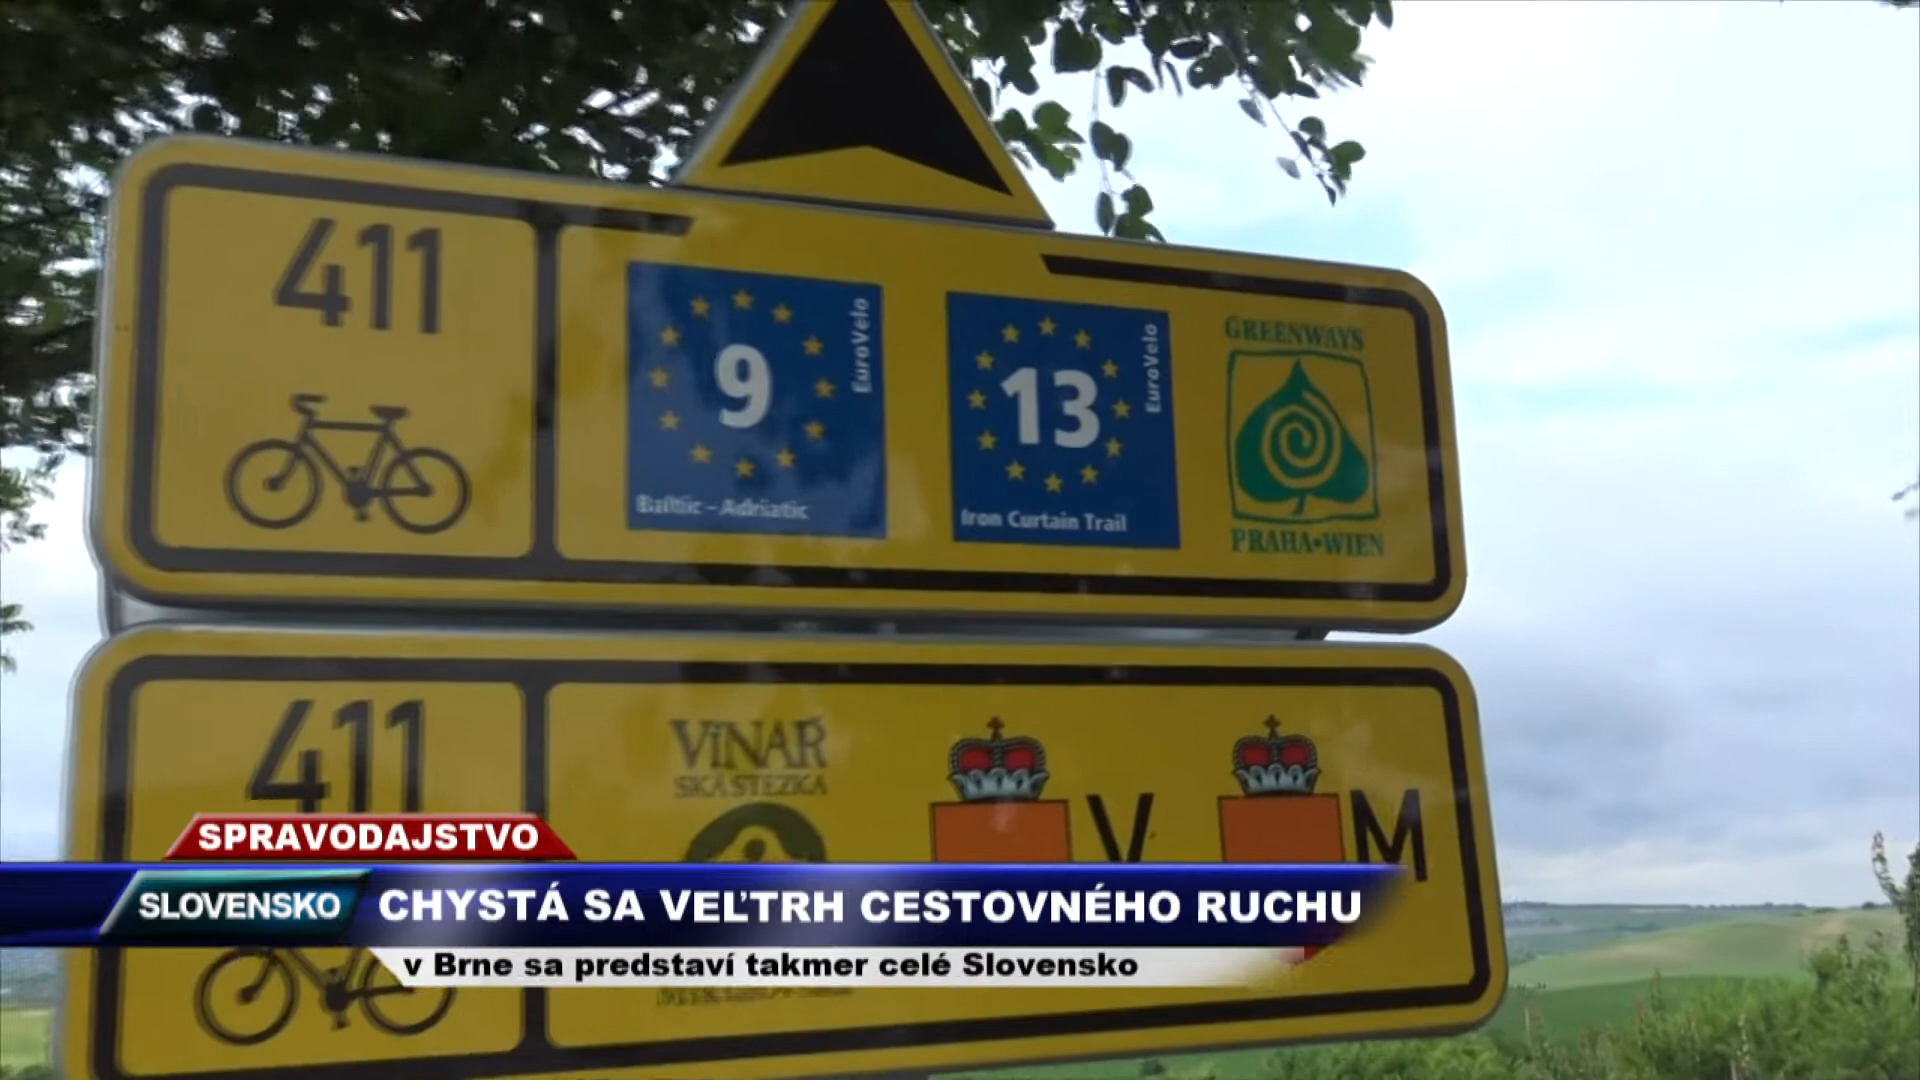 411
9
EuroVelo
Baltic - Adriatic
13
EuroVelo
Iron Curtain Trail
GREENWAYS
PRAHA•WIEN
411
VINAŘ
SKÁ STEZKA
V
M
SPRAVODAJSTVO
SLOVENSKO
CHYSTÁ SA VEĽTRH CESTOVNÉHO RUCHU
v Brne sa predstaví takmer celé Slovensko